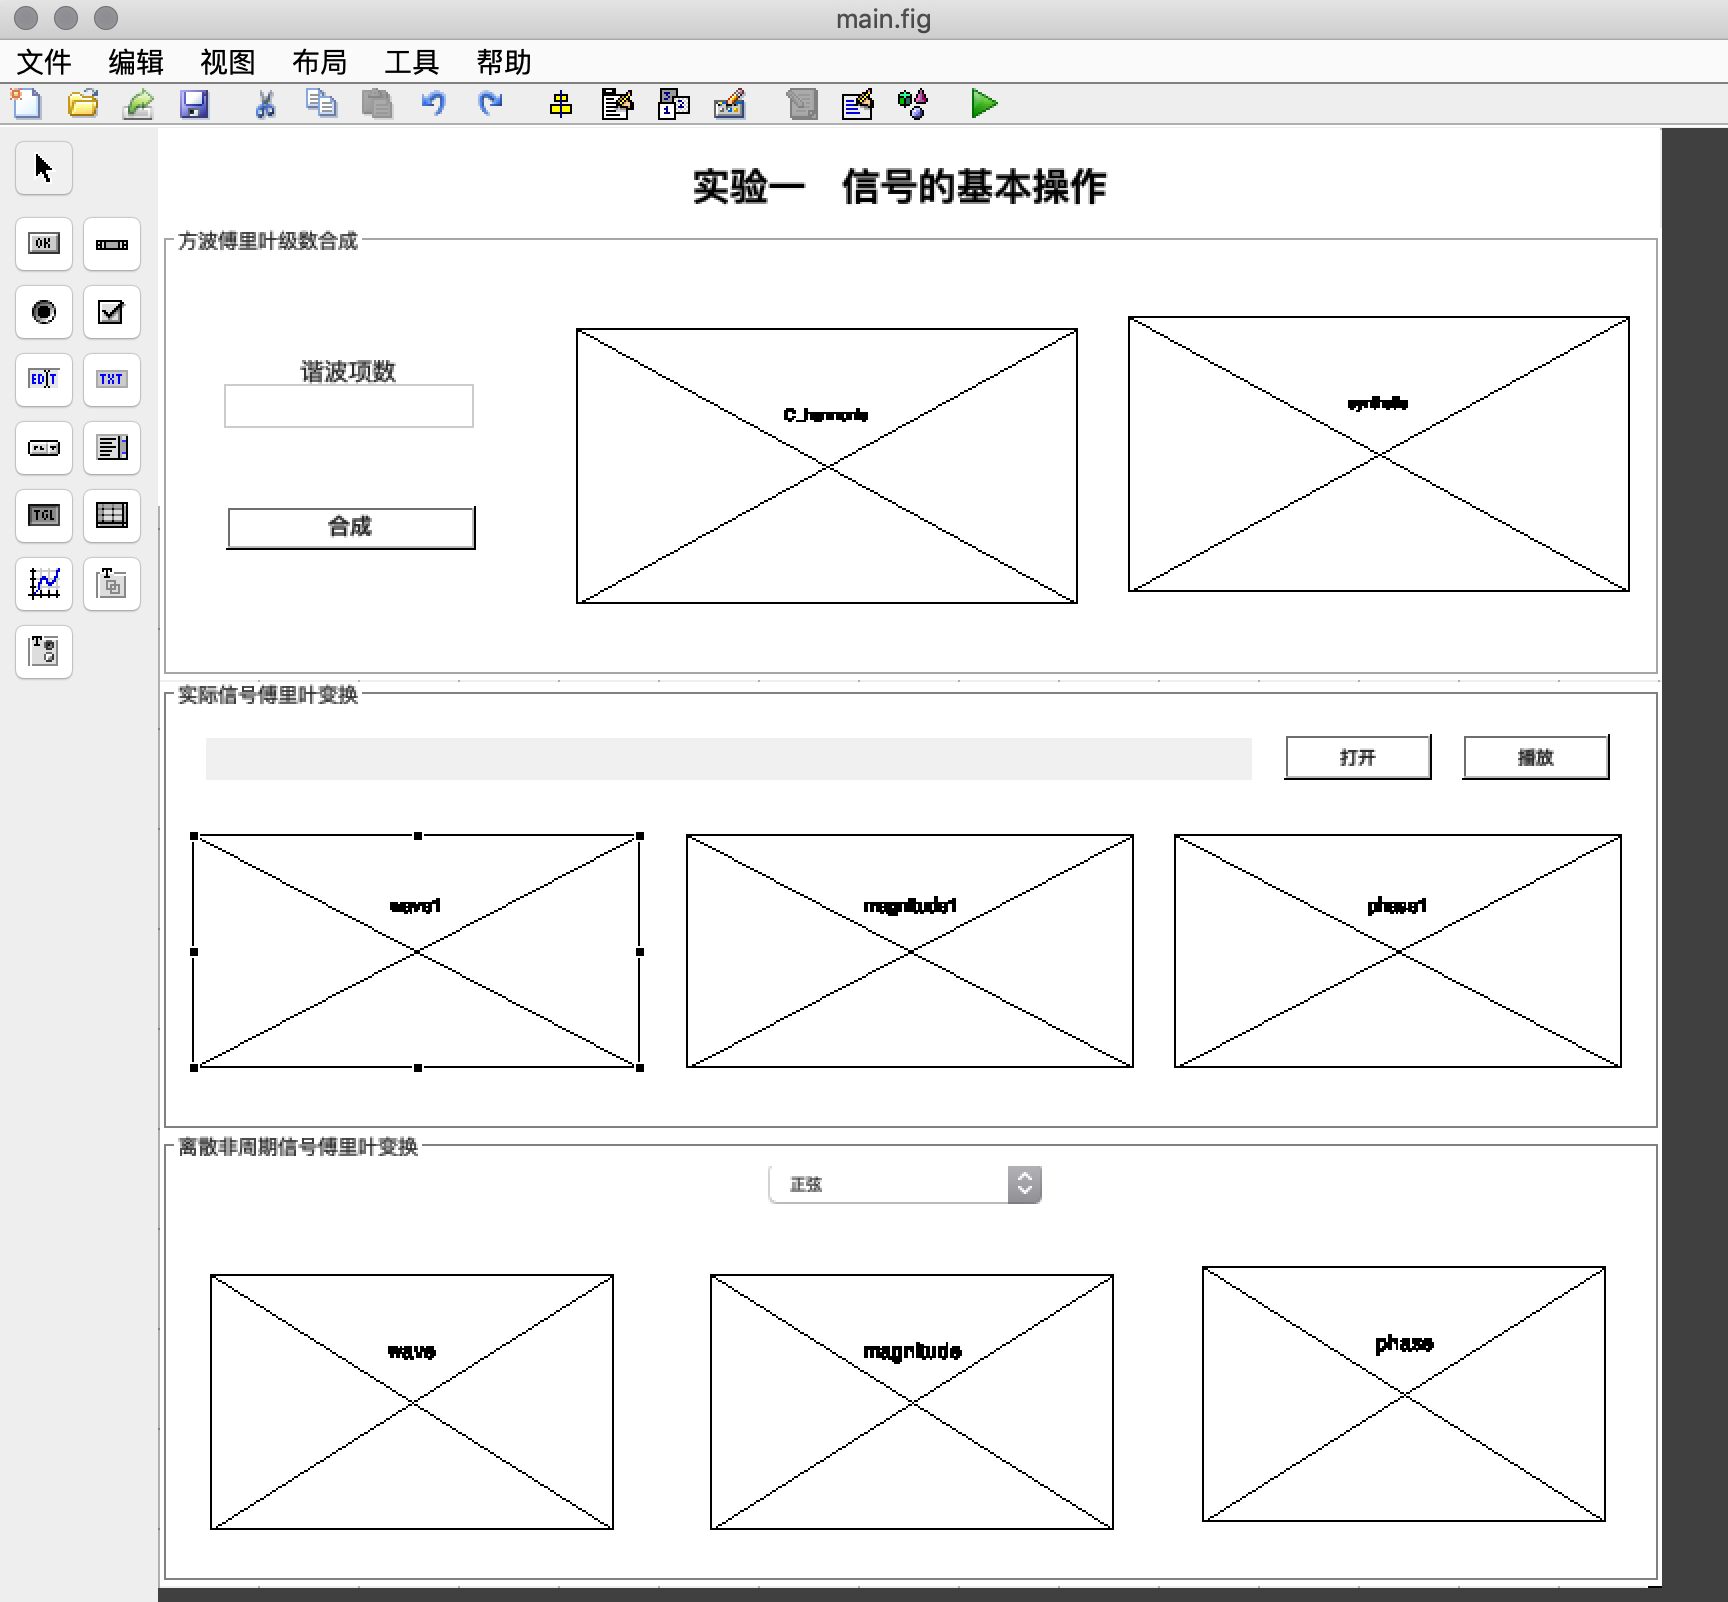 main.fig
文件 编辑 视图 布局 工具 帮助
OK
EDIT TXT
TGL
实验一 信号的基本操作
方波傅里叶级数合成
谐波项数
C_harmonic synthetic
合成
实际信号傅里叶变换
打开 播放
wave1 magnitude1 phase1
离散非周期信号傅里叶变换
正弦
wave magnitude phase